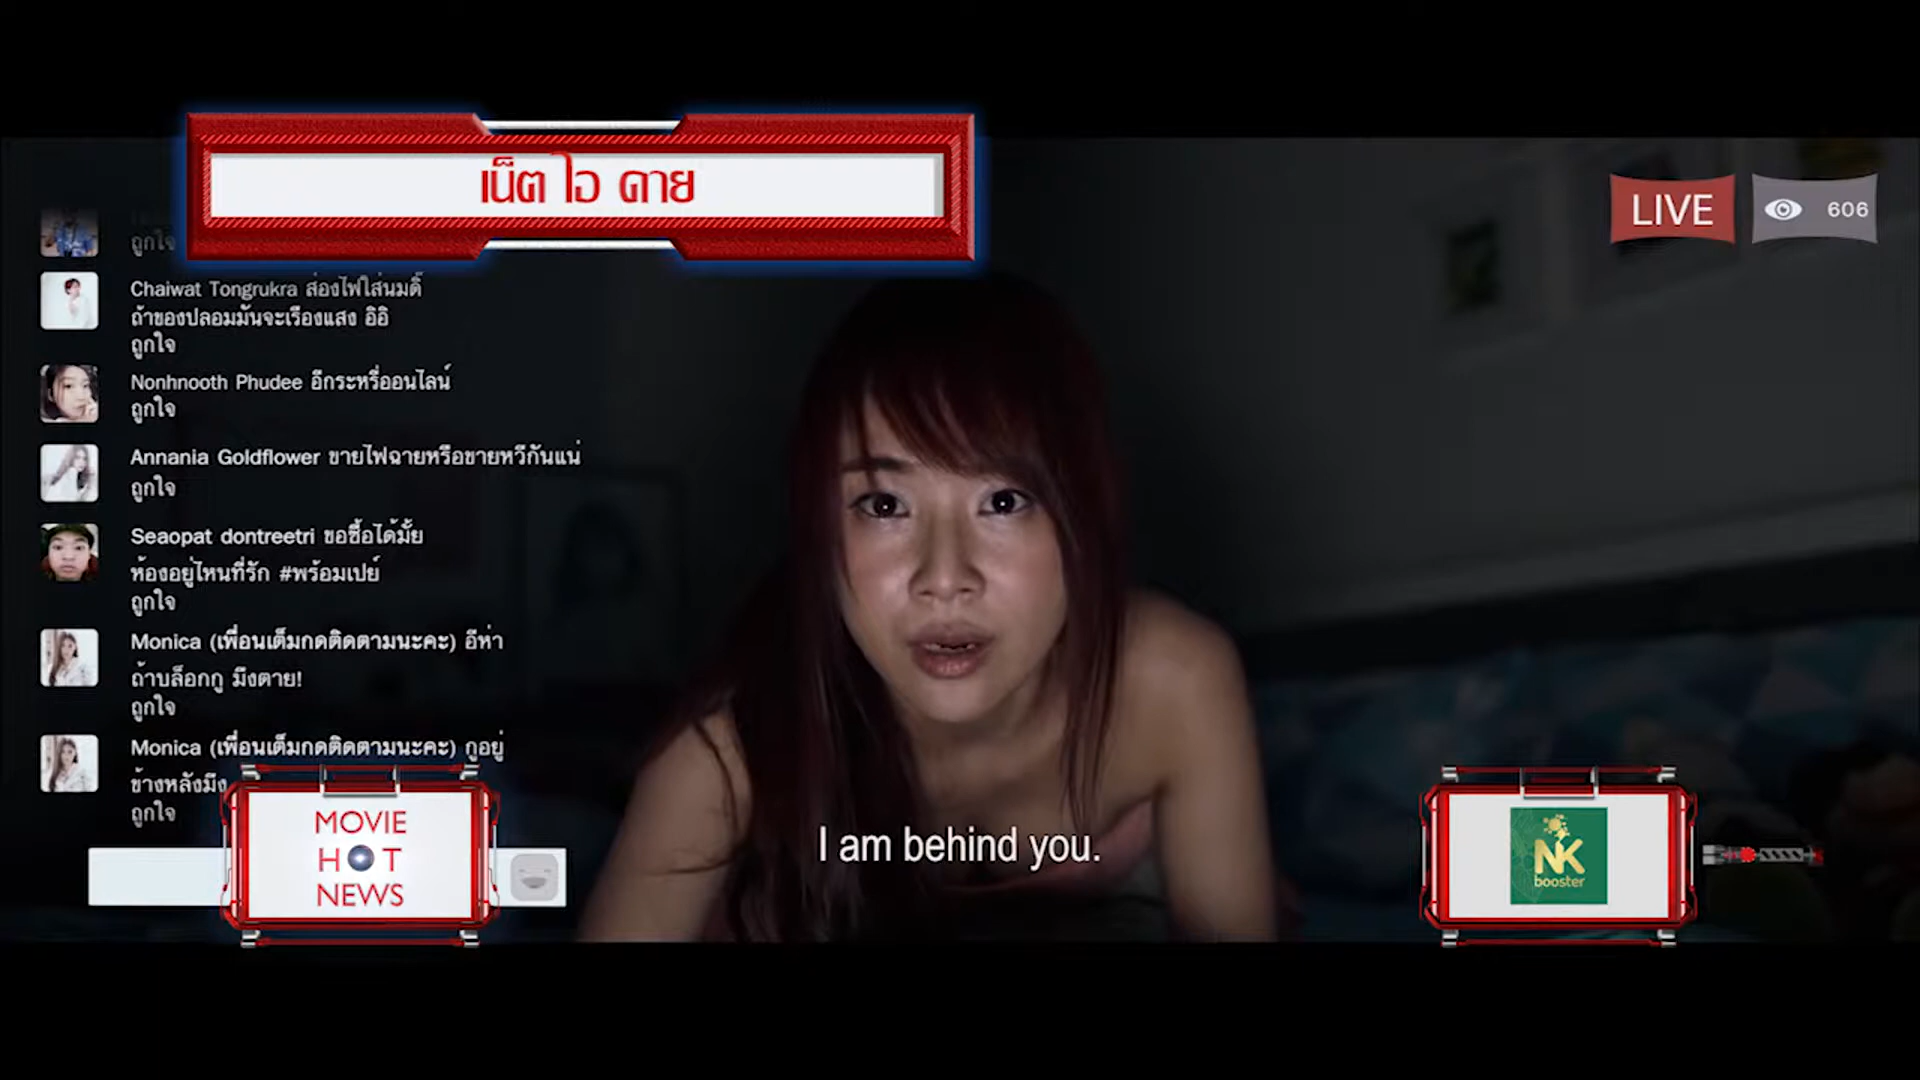 เน็ต ไอ ดาย
LIVE
606
ถูกใจ
Chaiwat Tongrukra ส่องไฟใส่นมดิ๊
ถ้าของปลอมมันจะเรืองแสง อิอิ
ถูกใจ
Nonhnooth Phudee อีกระหรี่ออนไลน์
ถูกใจ
Annania Goldflower ขายไฟฉายหรือขายหวีกันแน่
ถูกใจ
Seaopat dontreetri ขอซื้อได้มั้ย
ห้องอยู่ไหนที่รัก #พร้อมเปย์
ถูกใจ
Monica (เพื่อนเต็มกดติดตามนะคะ) อีห่า
ถ้าบล็อกกู มึงตาย!
ถูกใจ
Monica (เพื่อนเต็มกดติดตามนะคะ) กูอยู่
ข้างหลังมึง
ถูกใจ
I am behind you.
MOVIE
HOT
NEWS
NK
booster